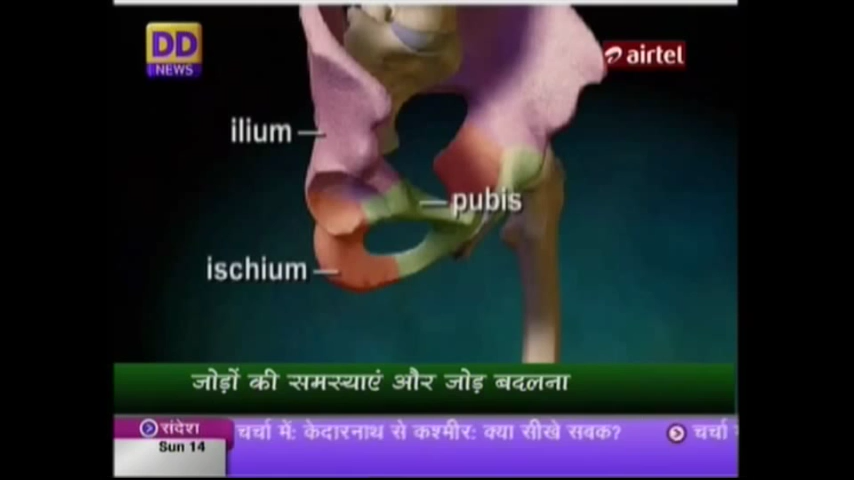 DD
NEWS
airtel
ilium
pubis
ischium
जोड़ों की समस्याएं और जोड़ बदलना
संदेश
Sun 14
चर्चा में: केदारनाथ से कश्मीर: क्या सीखे सबक?
चर्चा